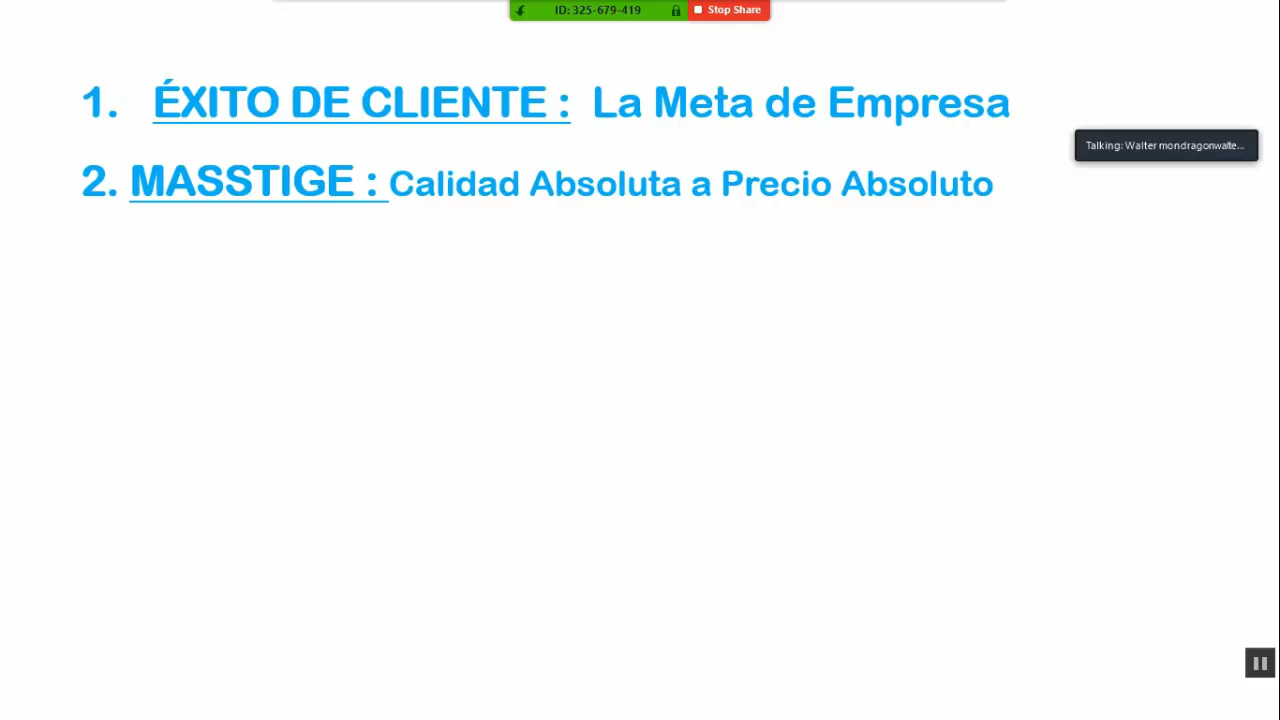 ID: 325-679-419 Stop Share
1. ÉXITO DE CLIENTE : La Meta de Empresa
Talking: Walter mondragonwalte...
2. MASSTIGE : Calidad Absoluta a Precio Absoluto